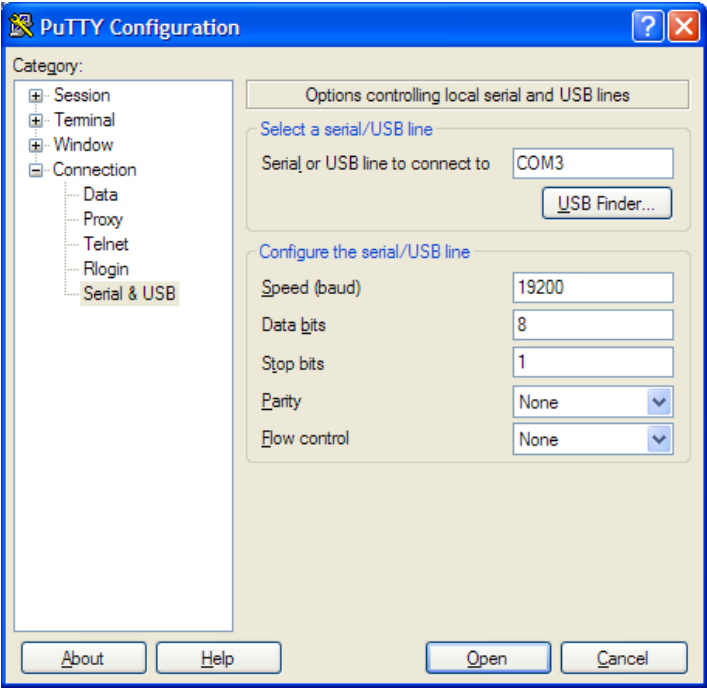 PuTTY Configuration
Category:
Session
Terminal
Window
Connection
Data
Proxy
Telnet
Rlogin
Serial & USB
Options controlling local serial and USB lines
Select a serial/USB line
Serial or USB line to connect to COM3
USB Finder...
Configure the serial/USB line
Speed (baud) 19200
Data bits 8
Stop bits 1
Parity None
Flow control None
About Help Open Cancel